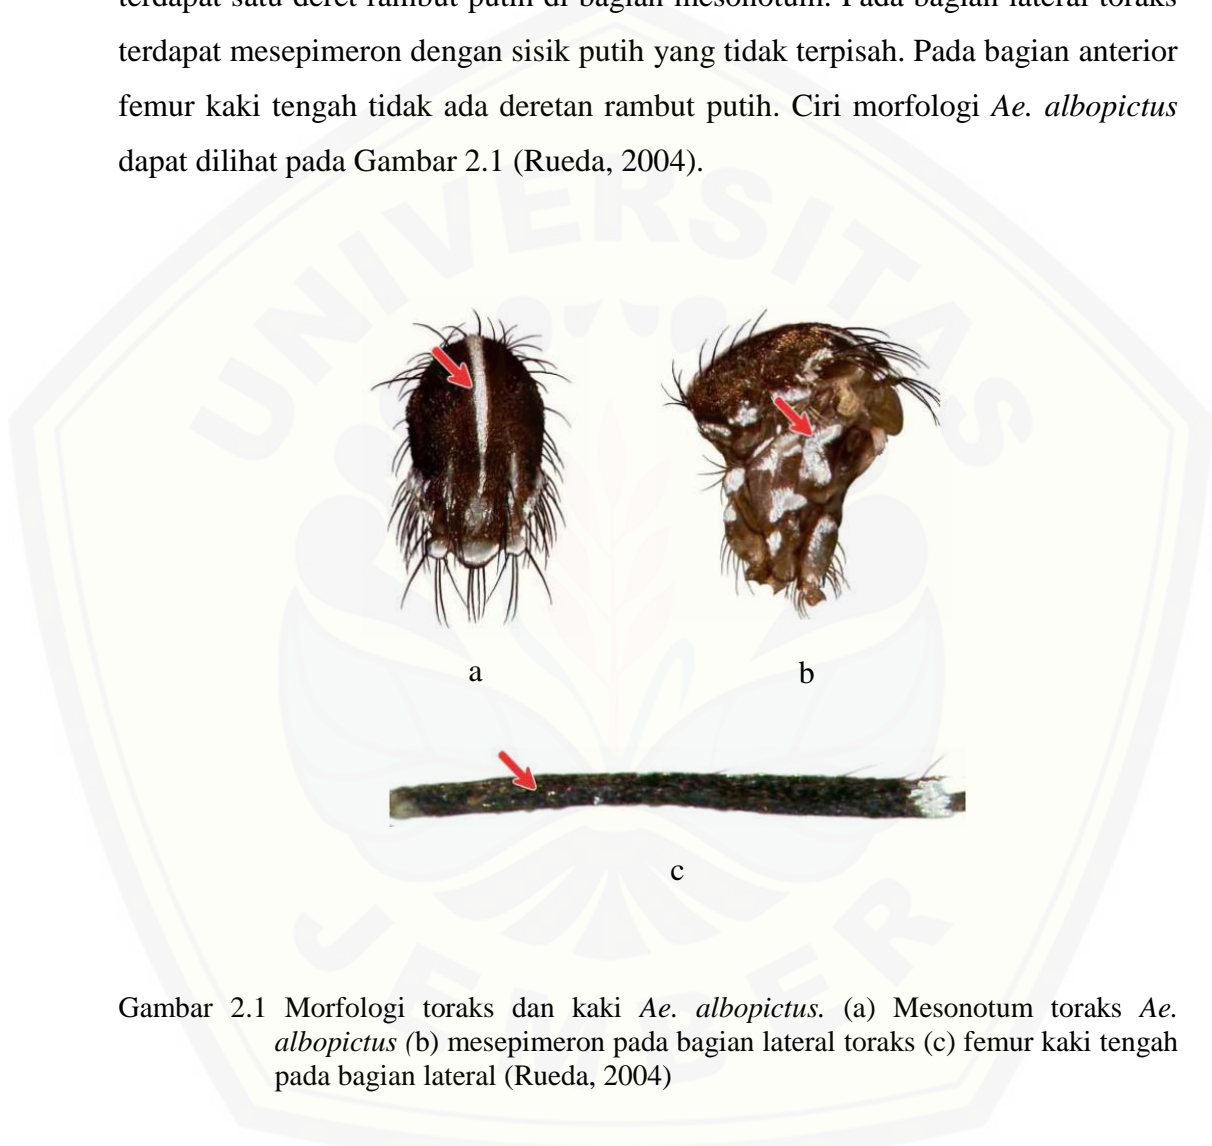 terdapat satu deret rambut putih di bagian mesonotum. Pada bagian lateral toraks
terdapat mesepimeron dengan sisik putih yang tidak terpisah. Pada bagian anterior
femur kaki tengah tidak ada deretan rambut putih. Ciri morfologi Ae. albopictus
dapat dilihat pada Gambar 2.1 (Rueda, 2004).
UNIVERSITAS
a
b
c
JEMBER
Gambar 2.1 Morfologi toraks dan kaki Ae. albopictus. (a) Mesonotum toraks Ae.
albopictus (b) mesepimeron pada bagian lateral toraks (c) femur kaki tengah
pada bagian lateral (Rueda, 2004)